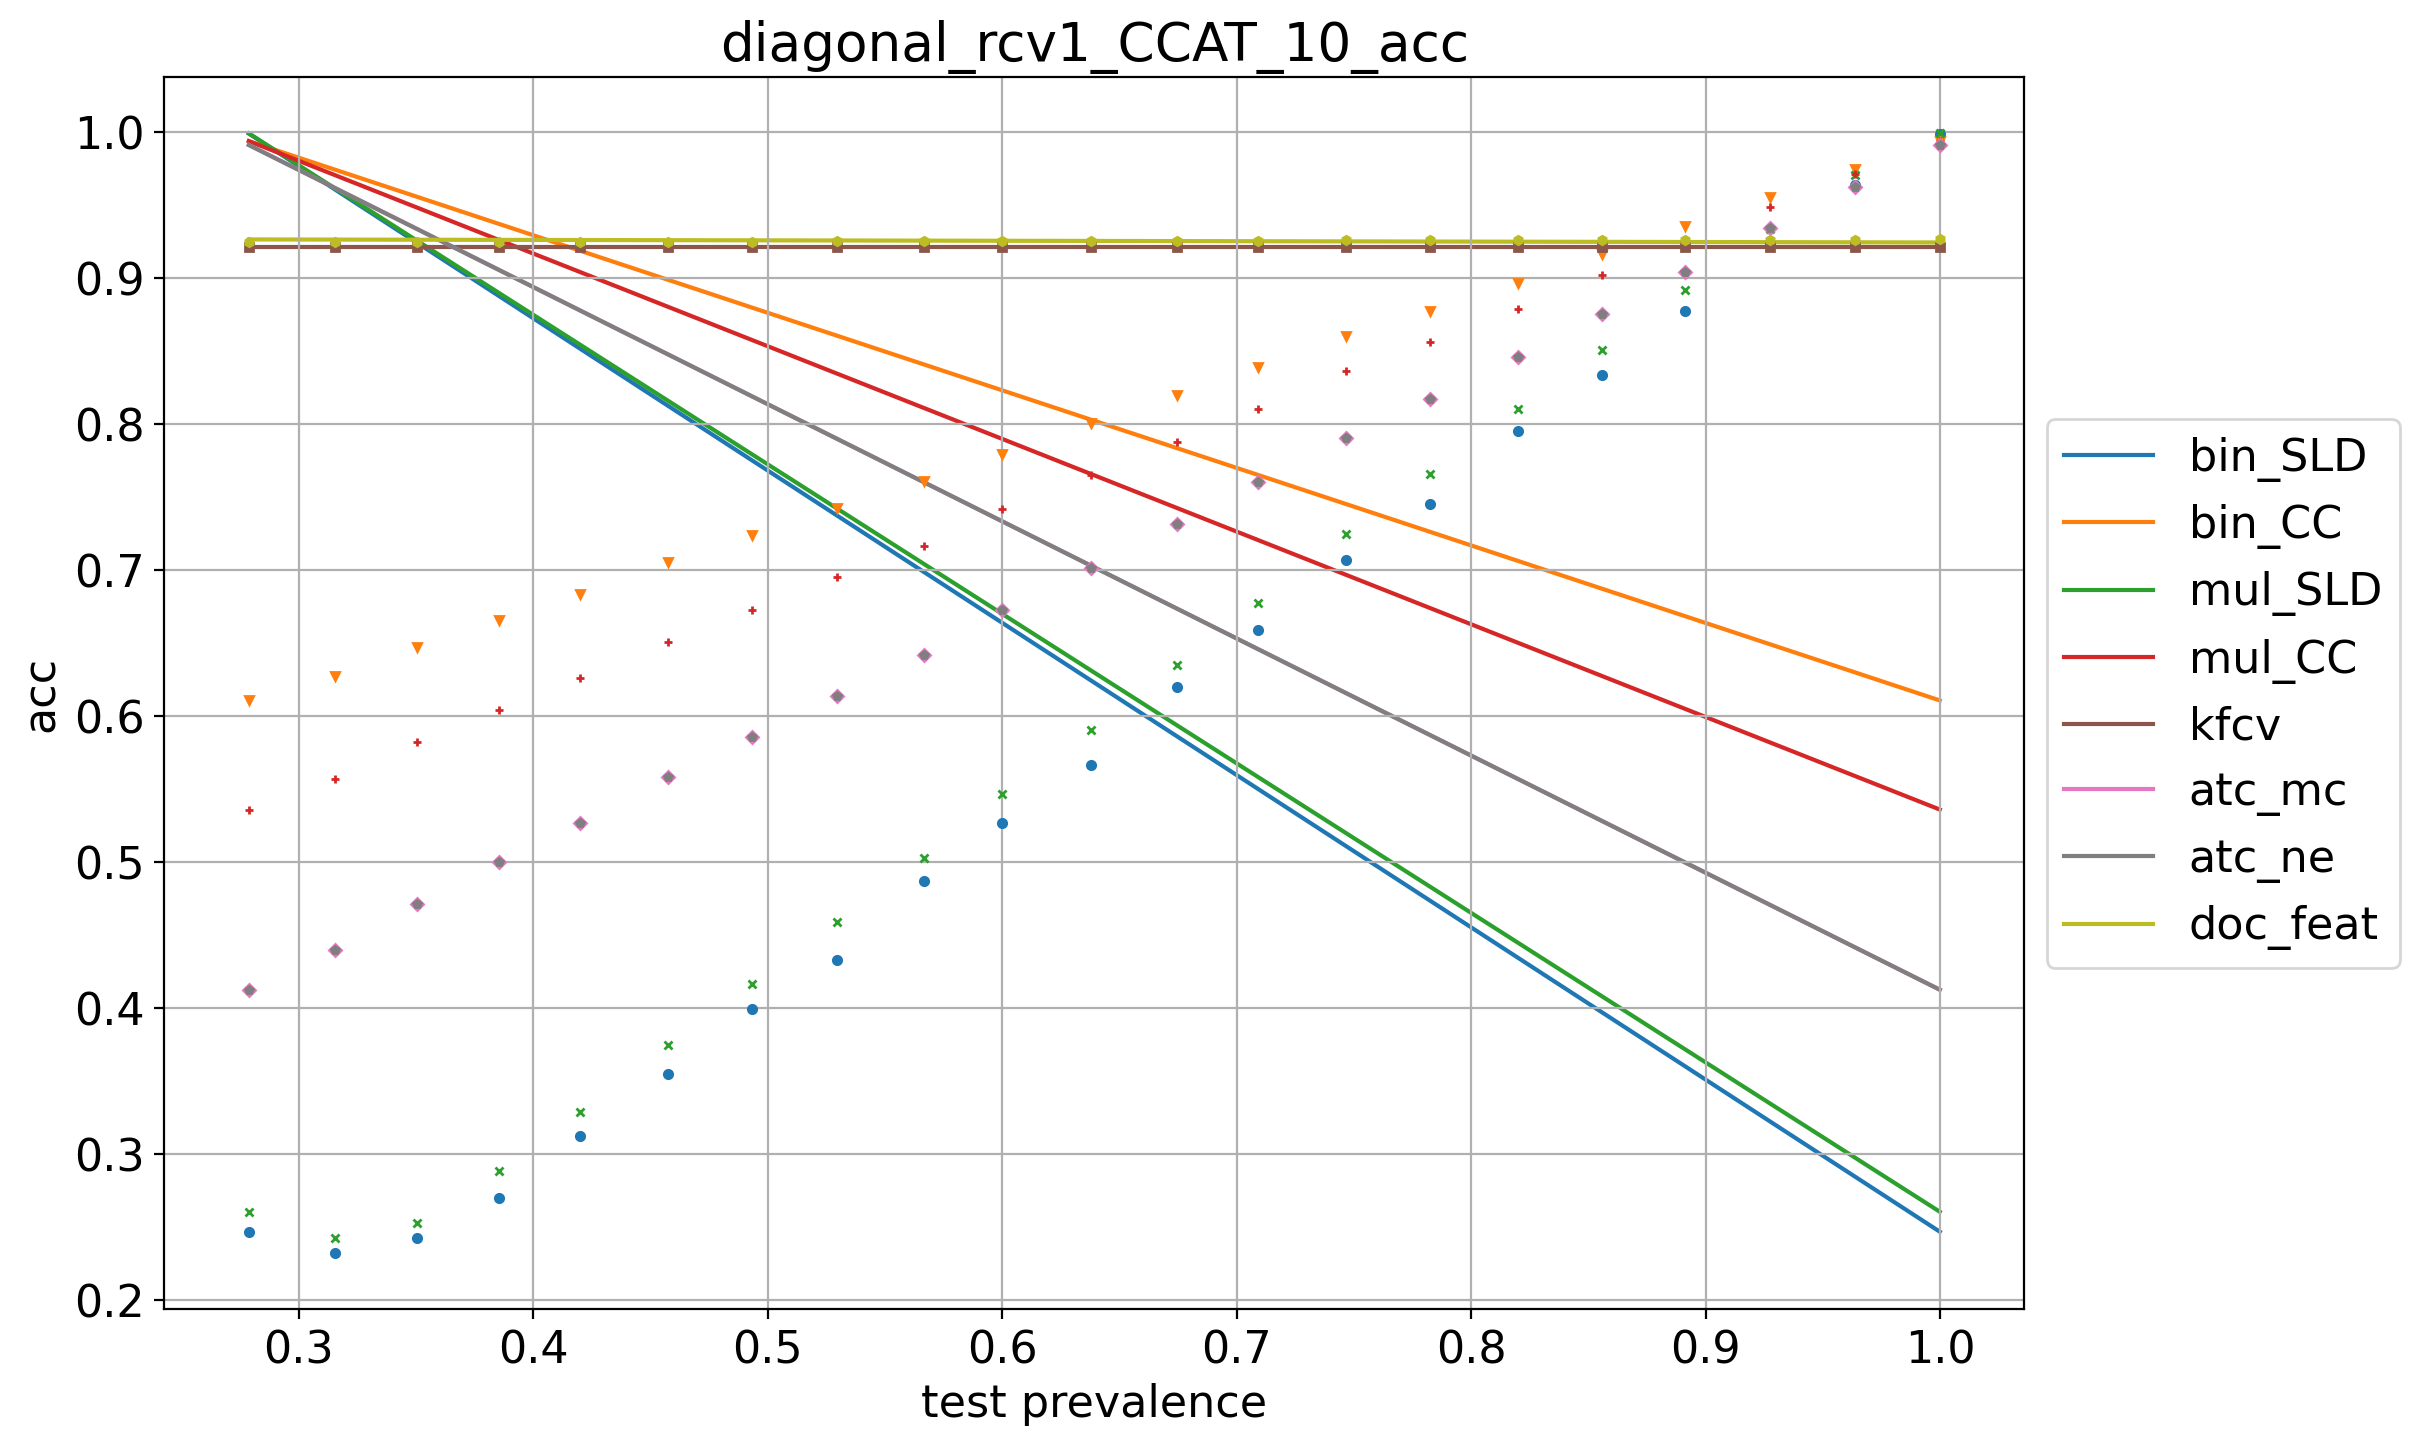 diagonal_rcv1_CCAT_10_acc
1.0
0.9
0.8
0.7
0.6
0.5
0.4
0.3
0.2
acc
0.3 0.4 0.5 0.6 0.7 0.8 0.9 1.0
test prevalence
bin_SLD
bin_CC
mul_SLD
mul_CC
kfcv
atc_mc
atc_ne
doc_feat